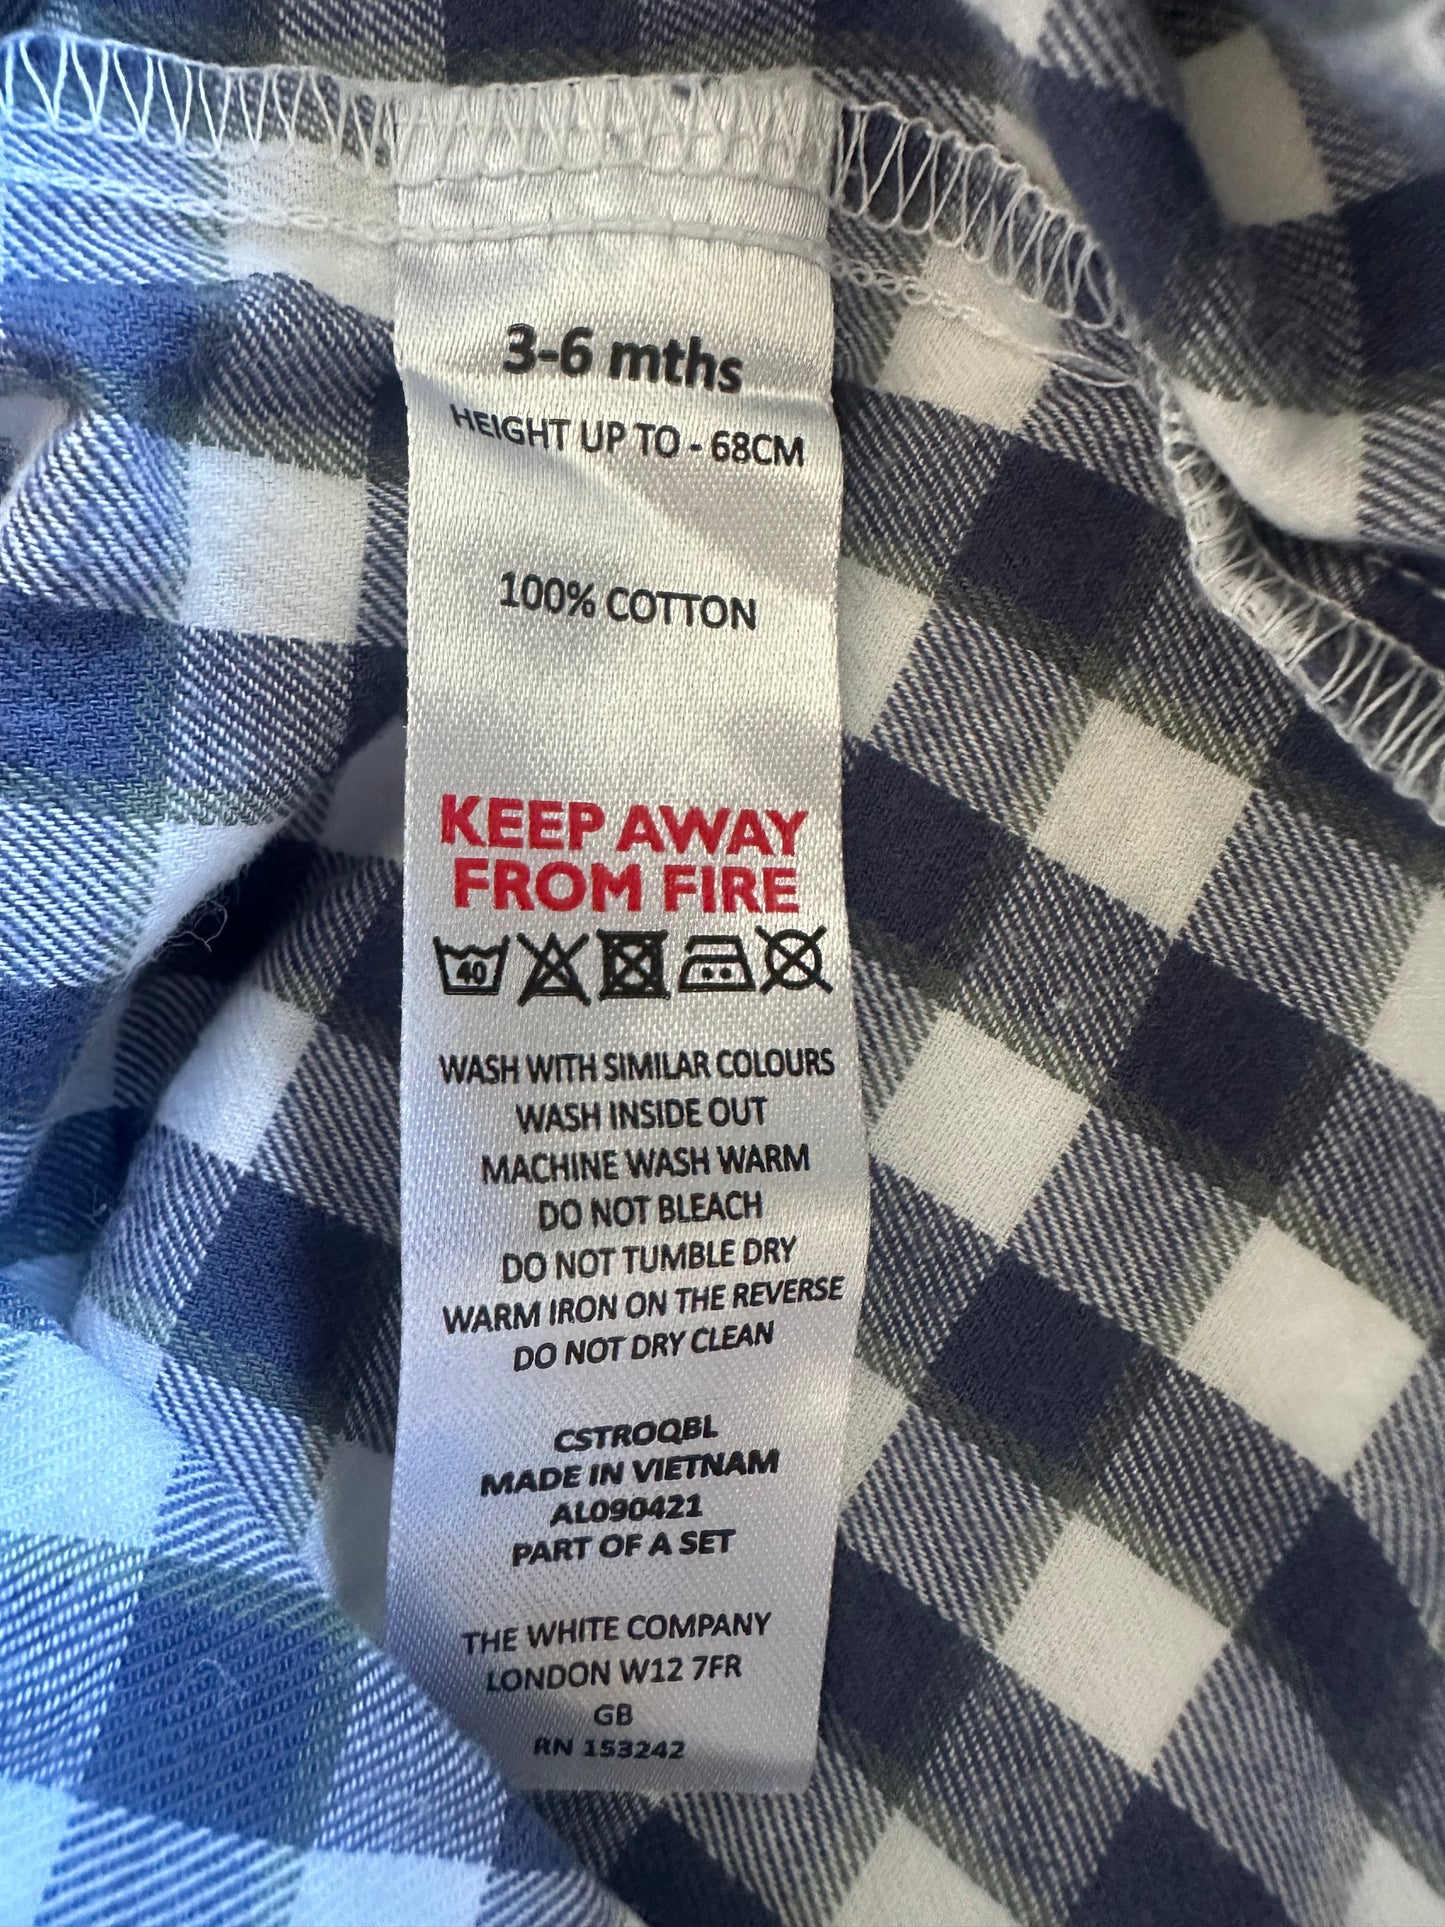 3-6 mths
HEIGHT UP TO - 68CM
100% COTTON
KEEP AWAY
FROM FIRE
40
WASH WITH SIMILAR COLOURS
WASH INSIDE OUT
MACHINE WASH WARM
DO NOT BLEACH
DO NOT TUMBLE DRY
WARM IRON ON THE REVERSE
DO NOT DRY CLEAN
CSTROQBL
MADE IN VIETNAM
AL090421
PART OF A SET
THE WHITE COMPANY
LONDON W12 7FR
GB
RN 153242